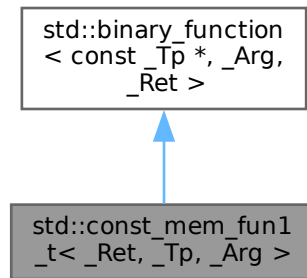 std::binary_function
< const _Tp *, _Arg,
_Ret >
std::const_mem_fun1
_t< _Ret, _Tp, _Arg >